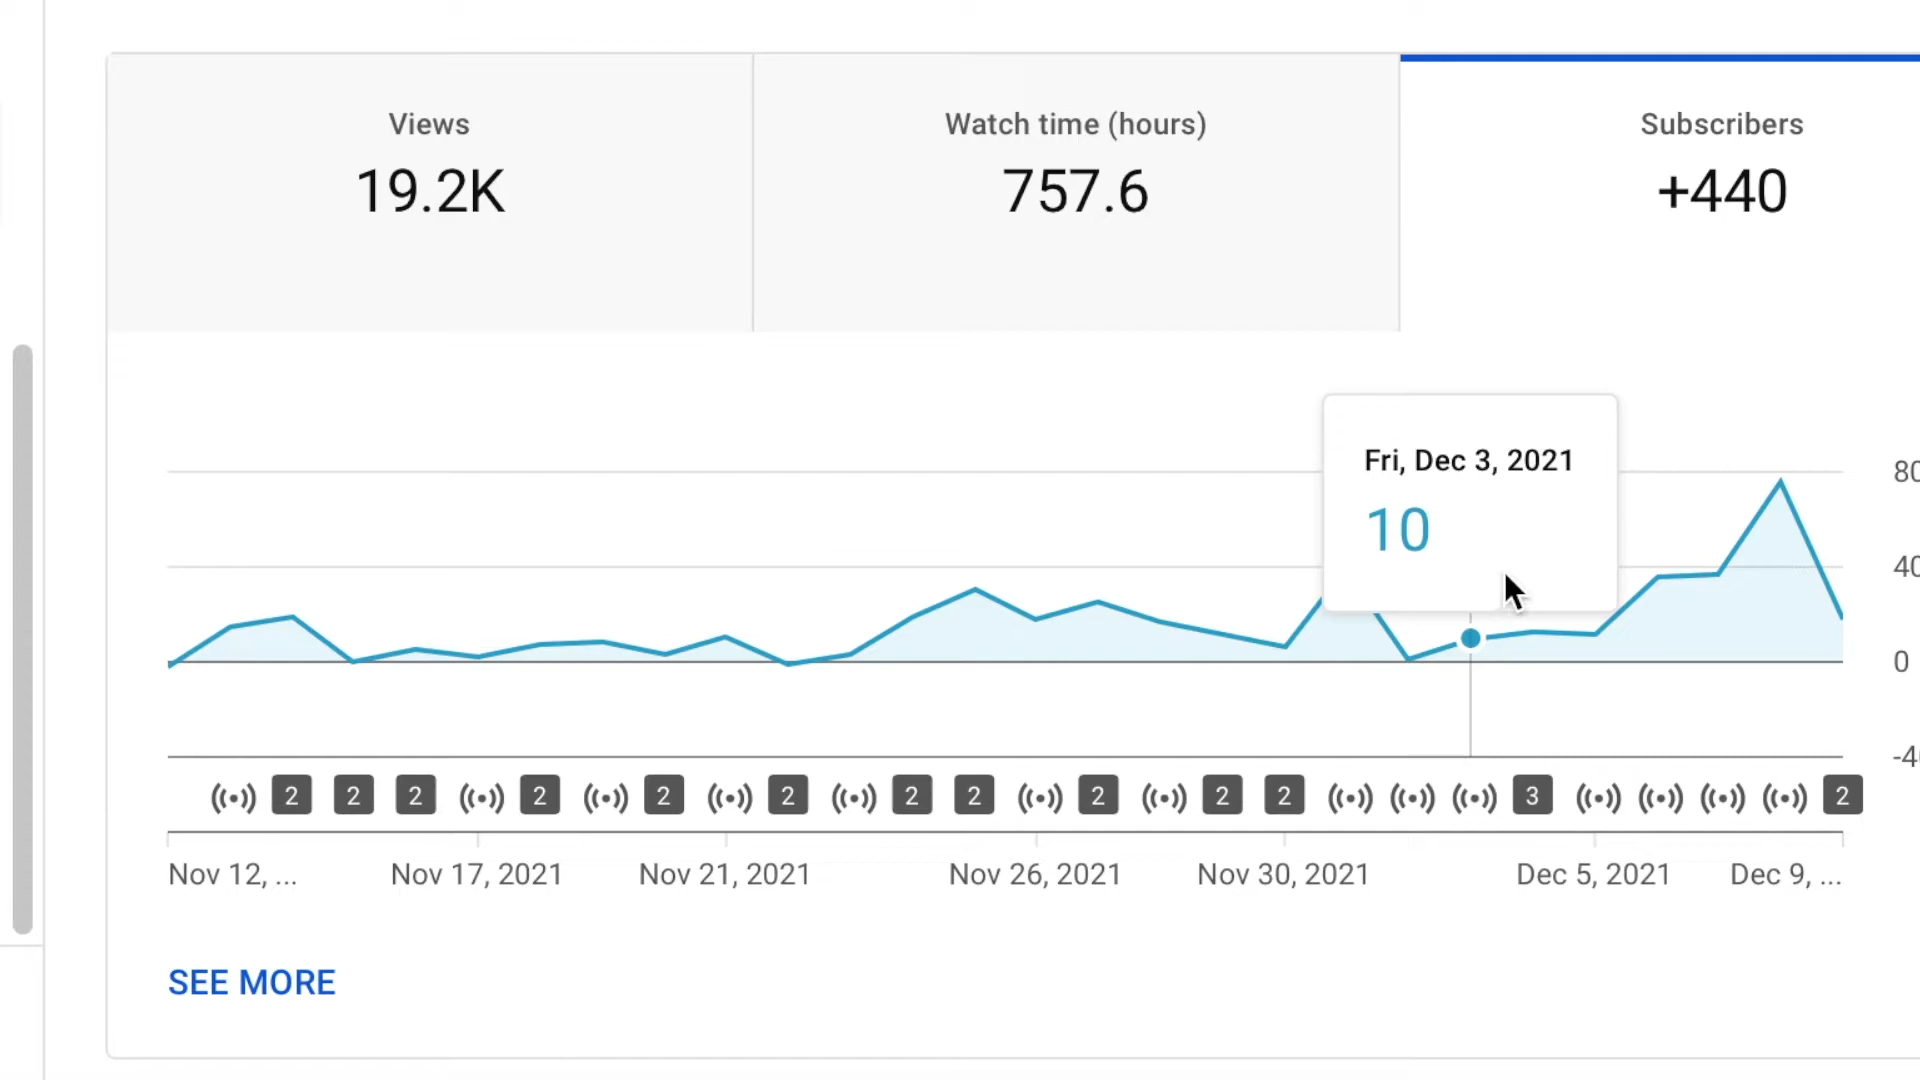 Views
19.2K
Watch time (hours)
757.6
Subscribers
+440
Fri, Dec 3, 2021
10
80
40
0
-40
2 2 2 2 2 2 2 2 2 2 2 3 2
Nov 12, ... Nov 17, 2021 Nov 21, 2021 Nov 26, 2021 Nov 30, 2021 Dec 5, 2021 Dec 9, ...
SEE MORE